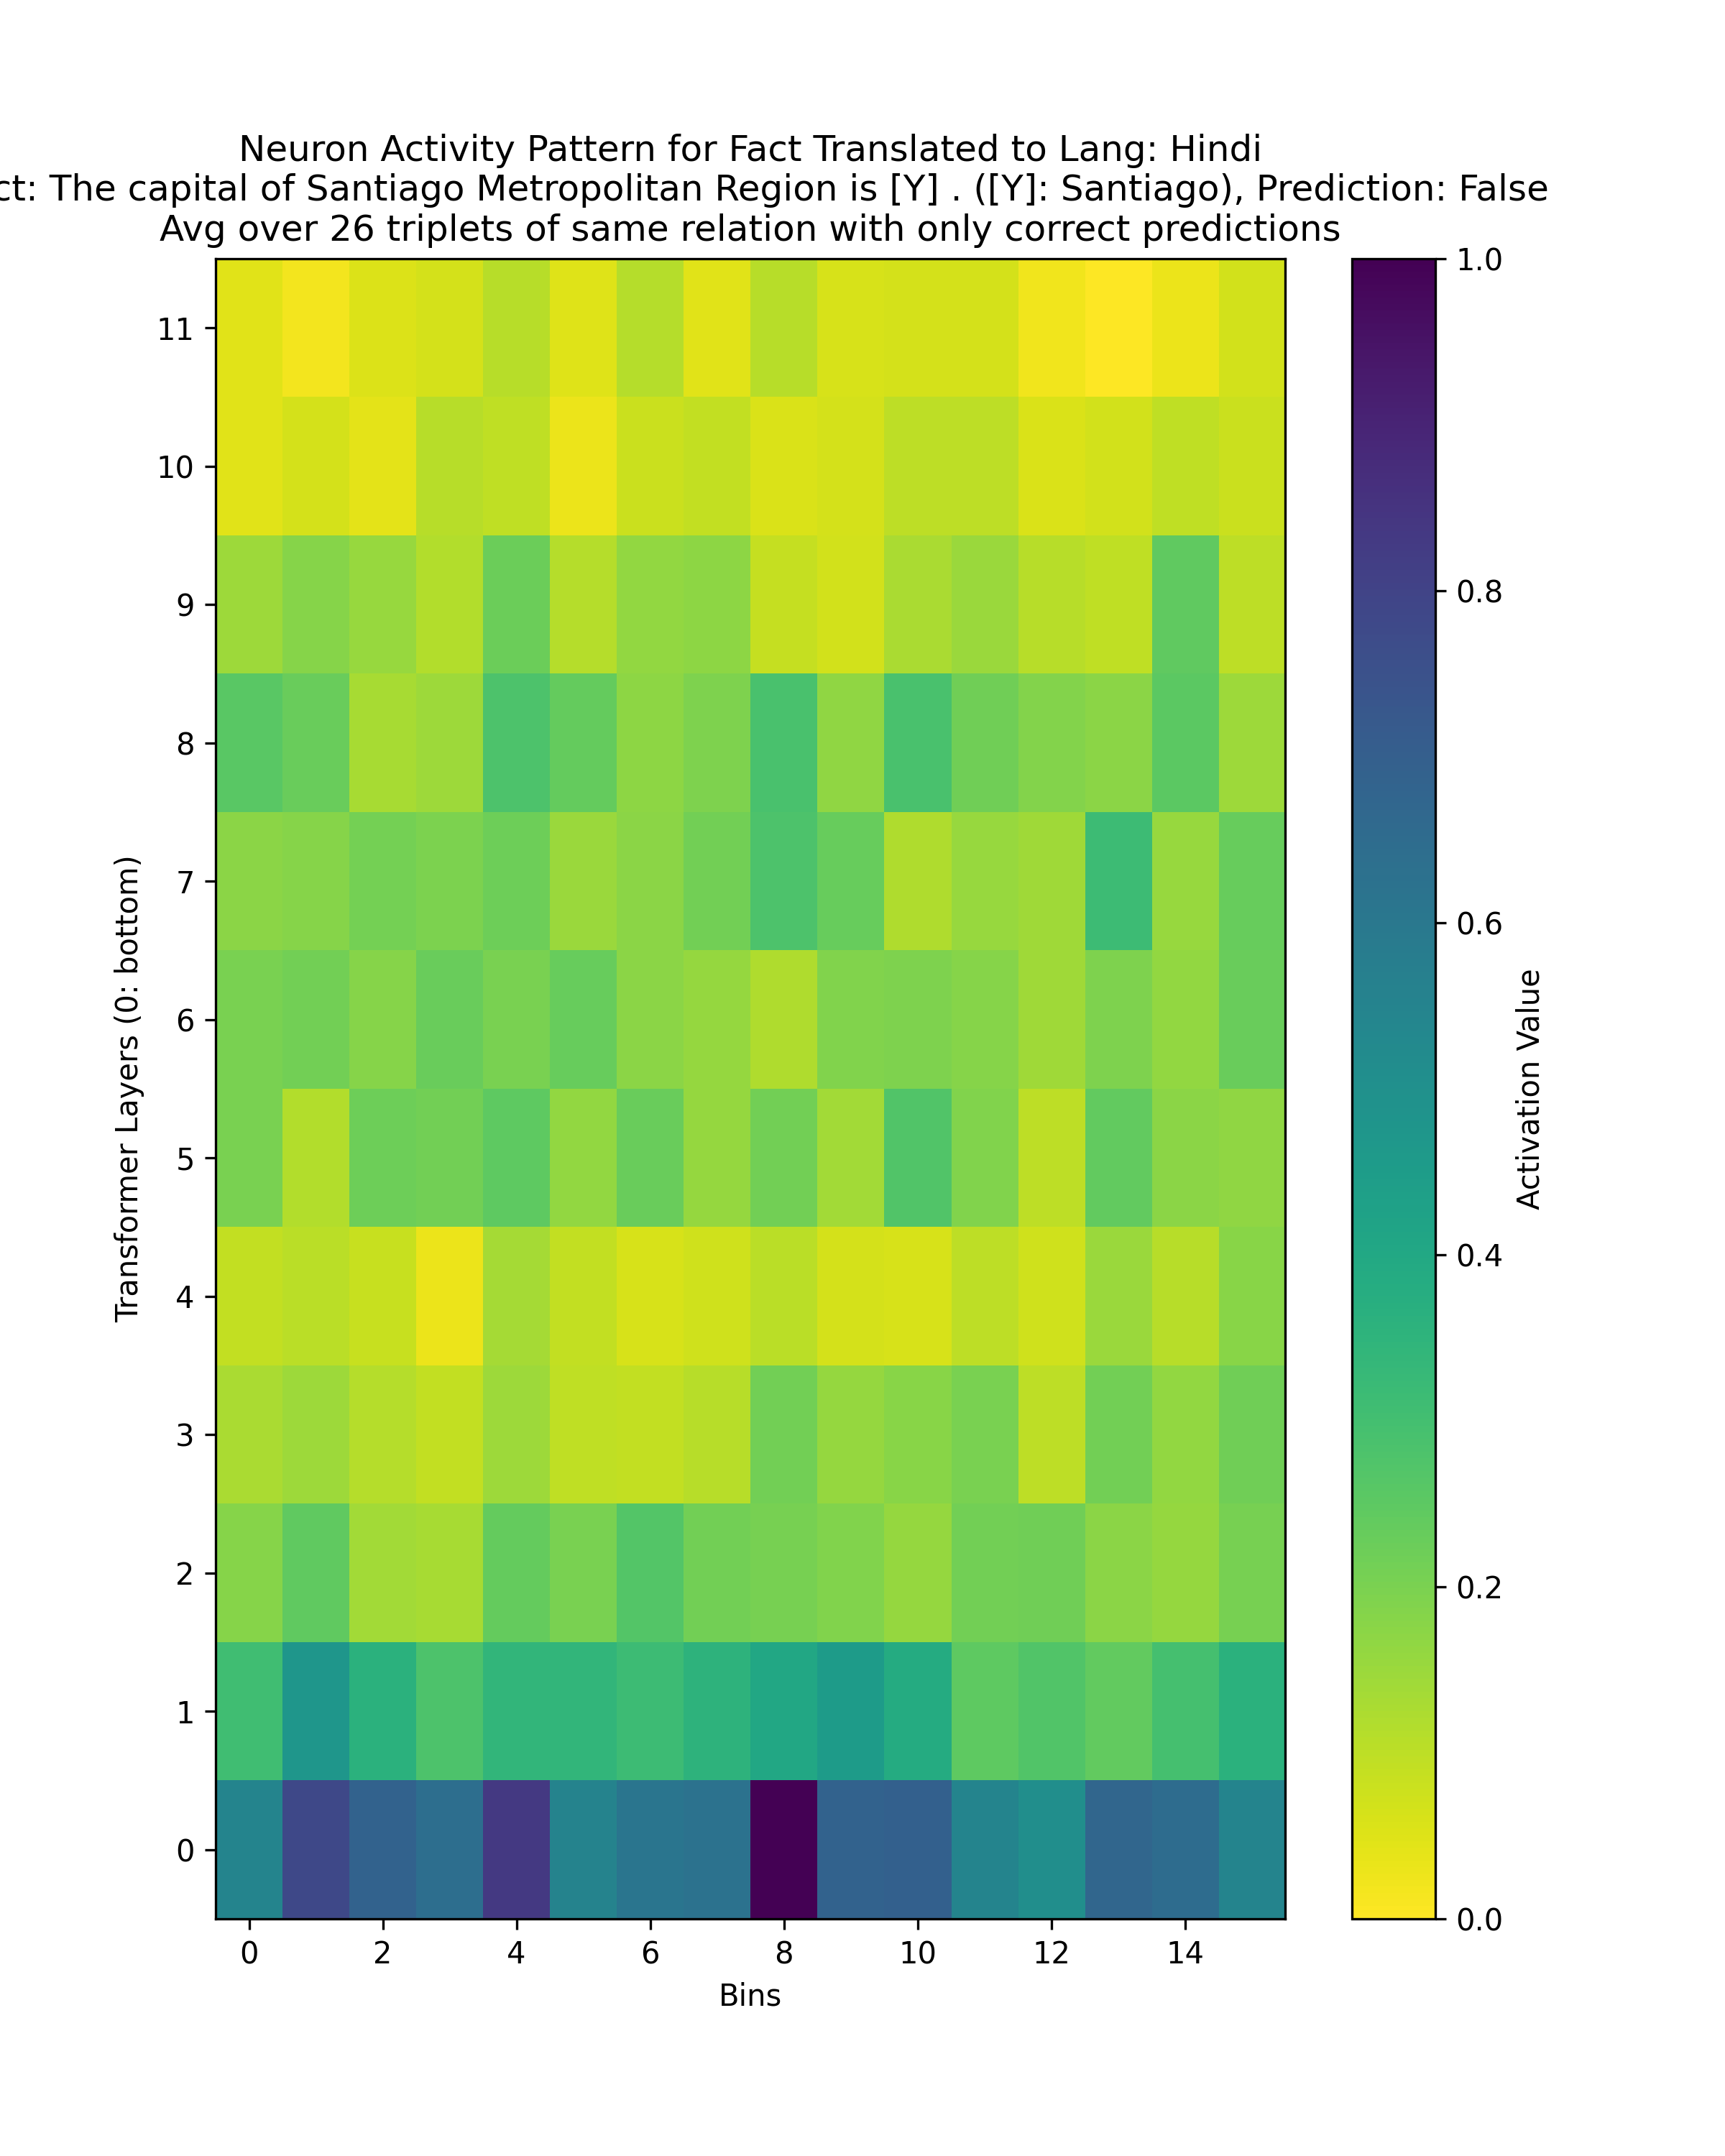 Neuron Activity Pattern for Fact Translated to Lang: Hindi
ct: The capital of Santiago Metropolitan Region is [Y] . ([Y]: Santiago), Prediction: False
Avg over 26 triplets of same relation with only correct predictions
1.0
11
10
9
0.8
8
7
0.6
6
5
0.4
4
3
0.2
2
1
0
0.0
Transformer Layers (0: bottom)
Activation Value
0 2 4 6 8 10 12 14
Bins